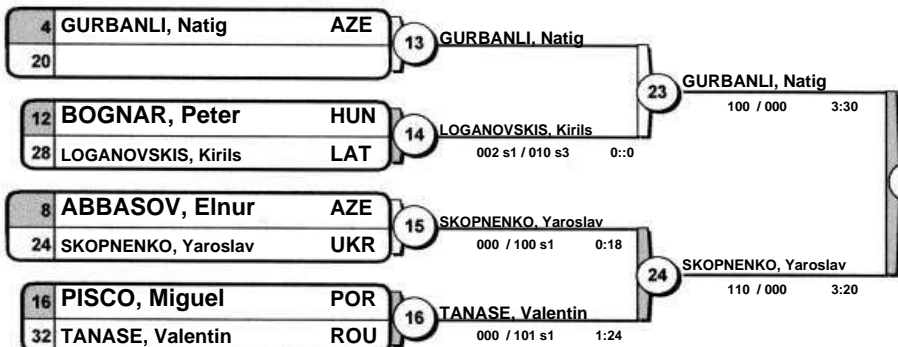 4 GURBANLI, Natig AZE
20
13
GURBANLI, Natig
12 BOGNAR, Peter HUN
28 LOGANOVSKIS, Kirils LAT
14
LOGANOVSKIS, Kirils
002 s1 / 010 s3 0::0
23
GURBANLI, Natig
100 / 000 3:30
8 ABBASOV, Elnur AZE
24 SKOPNENKO, Yaroslav UKR
15
SKOPNENKO, Yaroslav
000 / 100 s1 0:18
16 PISCO, Miguel POR
32 TANASE, Valentin ROU
16
TANASE, Valentin
000 / 101 s1 1:24
24
SKOPNENKO, Yaroslav
110 / 000 3:20